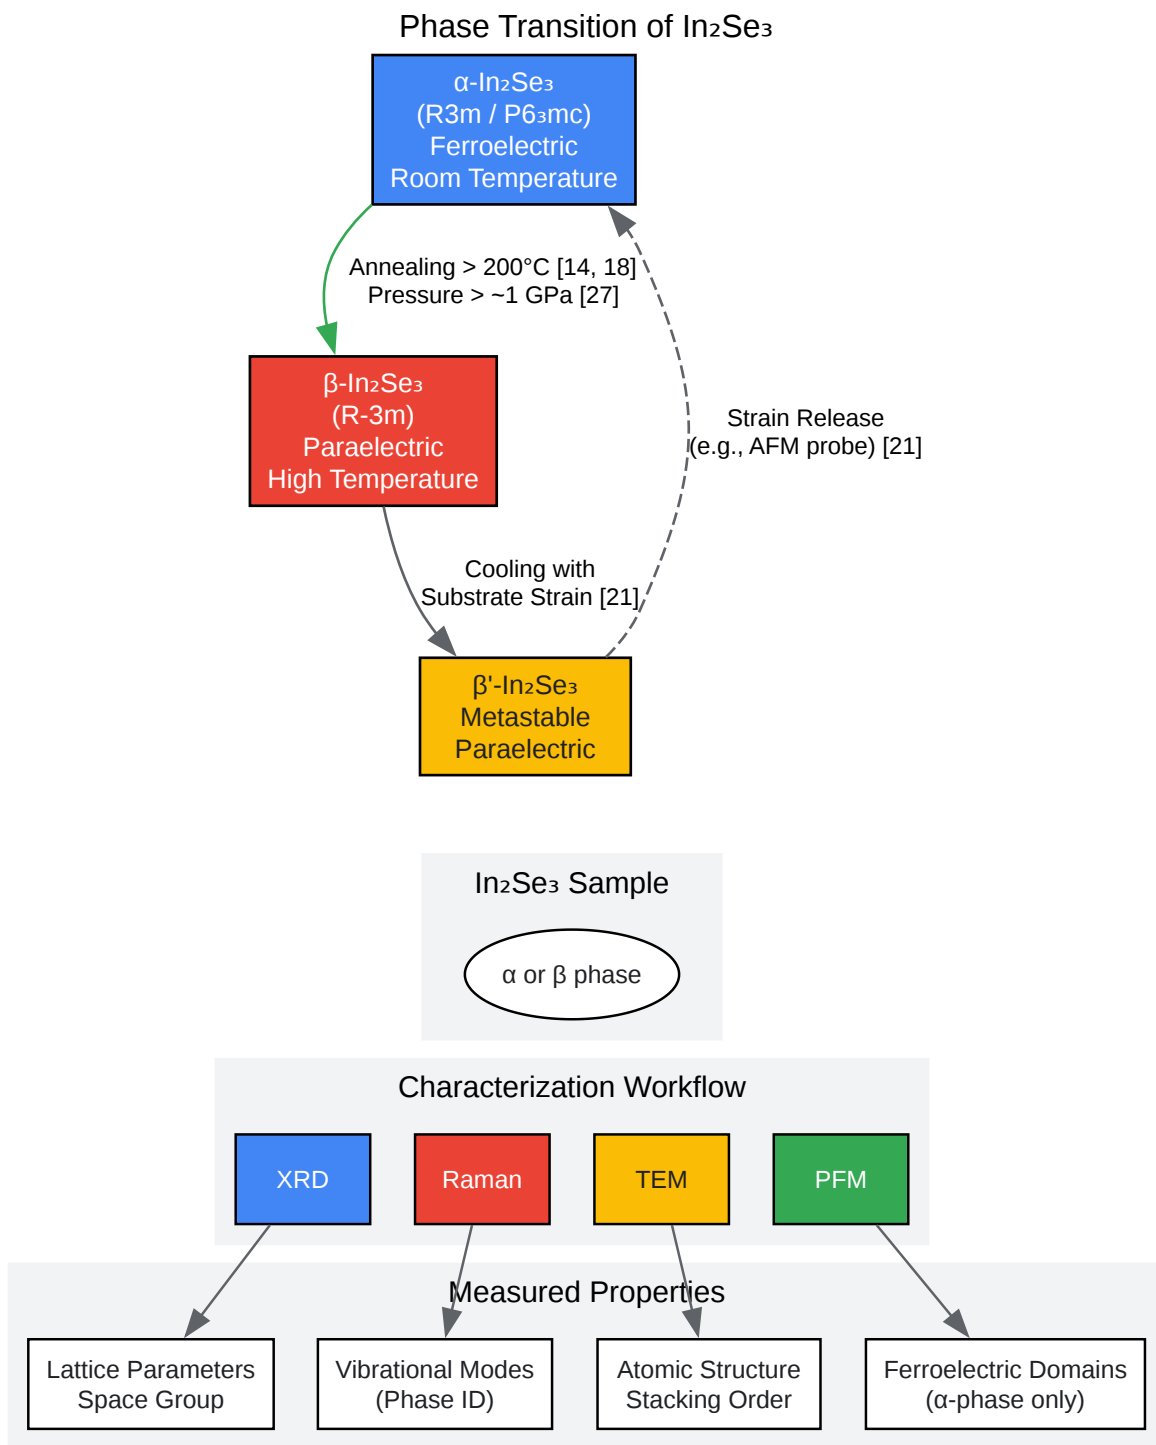 Phase Transition of In₂Se₃
α-In₂Se₃
(R3m / P6₃mc)
Ferroelectric
Room Temperature
Annealing > 200°C [14, 18]
Pressure > ~1 GPa [27]
β-In₂Se₃
(R-3m)
Paraelectric
High Temperature
Strain Release
(e.g., AFM probe) [21]
Cooling with
Substrate Strain [21]
β'-In₂Se₃
Metastable
Paraelectric
In₂Se₃ Sample
α or β phase
Characterization Workflow
XRD
Raman
TEM
PFM
Measured Properties
Lattice Parameters
Space Group
Vibrational Modes
(Phase ID)
Atomic Structure
Stacking Order
Ferroelectric Domains
(α-phase only)